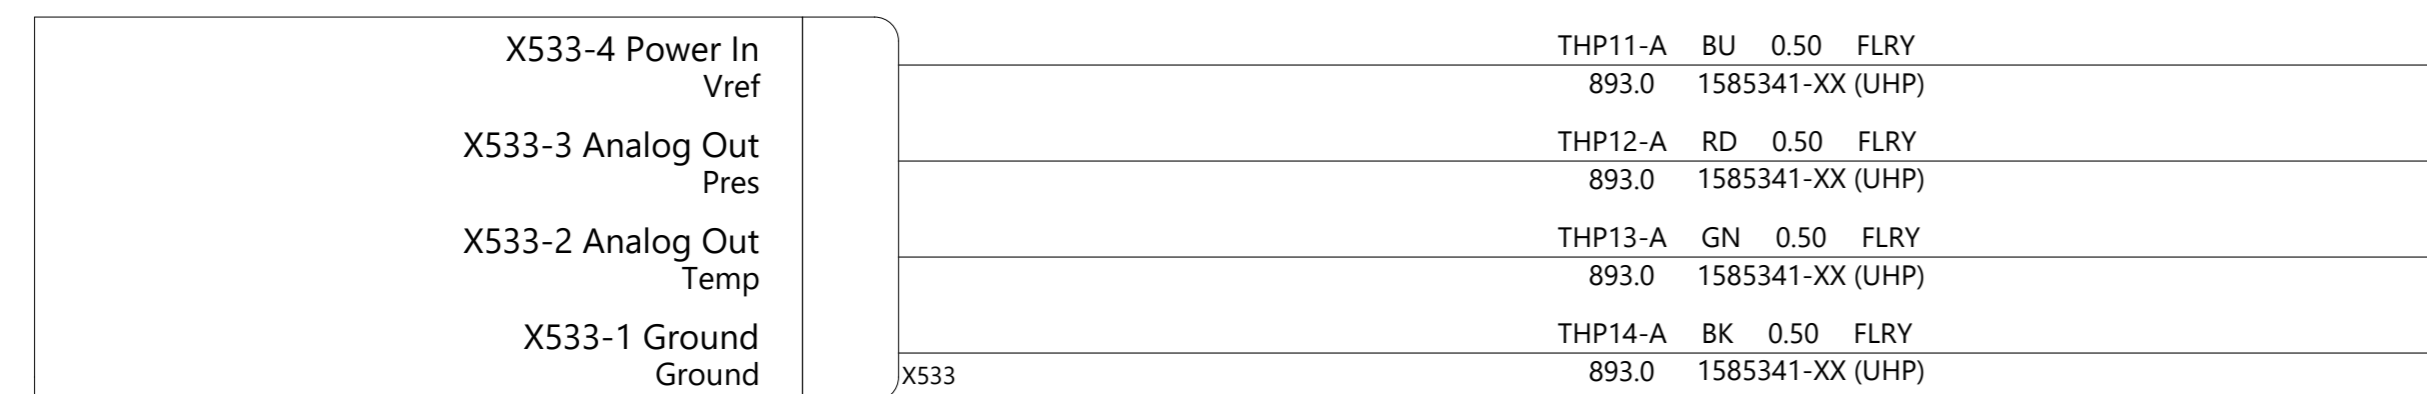 X533-4 Power In
Vref
THP11-A BU 0.50 FLRY
893.0 1585341-XX (UHP)
X533-3 Analog Out
Pres
THP12-A RD 0.50 FLRY
893.0 1585341-XX (UHP)
X533-2 Analog Out
Temp
THP13-A GN 0.50 FLRY
893.0 1585341-XX (UHP)
X533-1 Ground
Ground
X533
THP14-A BK 0.50 FLRY
893.0 1585341-XX (UHP)